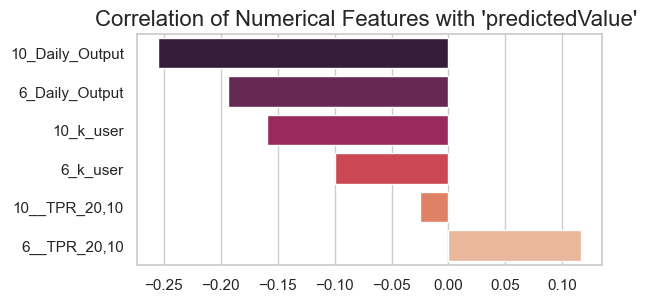 Correlation of Numerical Features with 'predictedValue'
10_Daily_Output
6_Daily_Output
10_k_user
6_k_user
10__TPR_20,10
6__TPR_20,10
−0.25 −0.20 −0.15 −0.10 −0.05 0.00 0.05 0.10